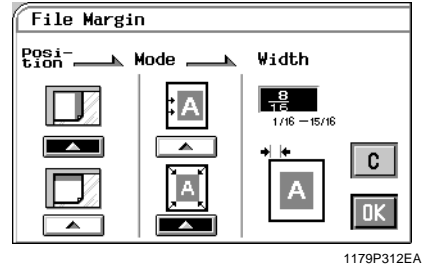 File Margin
Posi-
tion Mode Width
A
8
16
1/16 – 15/16
A
A
C
OK
1179P312EA